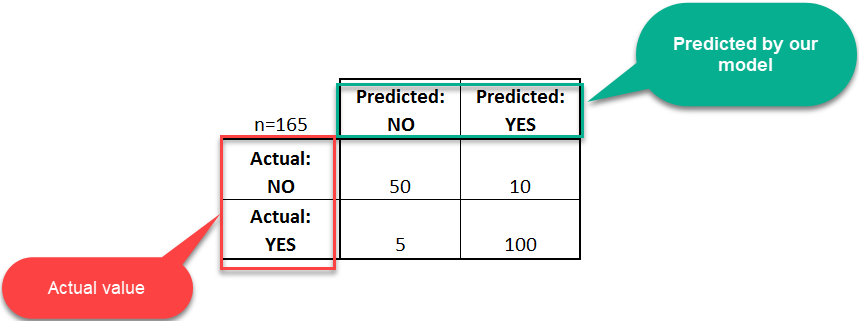 Predicted by our
model
Predicted: Predicted:
n=165 NO YES
Actual:
NO 50 10
Actual:
YES 5 100
Actual value